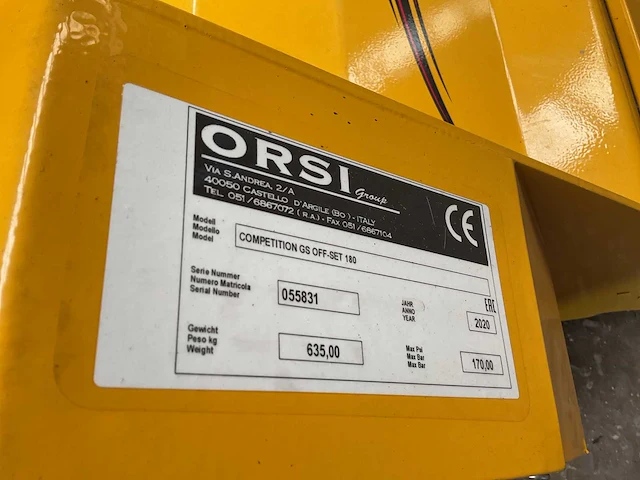 ORSI Group
VIA S.ANDREA, 2/A
40050 CASTELLO D'ARGILE (BO) - ITALY
TEL. 051/6867072 ( R.A.) - FAX 051/6867104
CE
Modell
Modello
Model
COMPETITION GS OFF-SET 180
Serie Nummer
Numero Matricola
Serial Number
055831
JAHR
ANNO
YEAR
EAC
2020
Gewicht
Peso kg
Weight
635,00
Max Psi
Max Bar
Max Bar
170,00